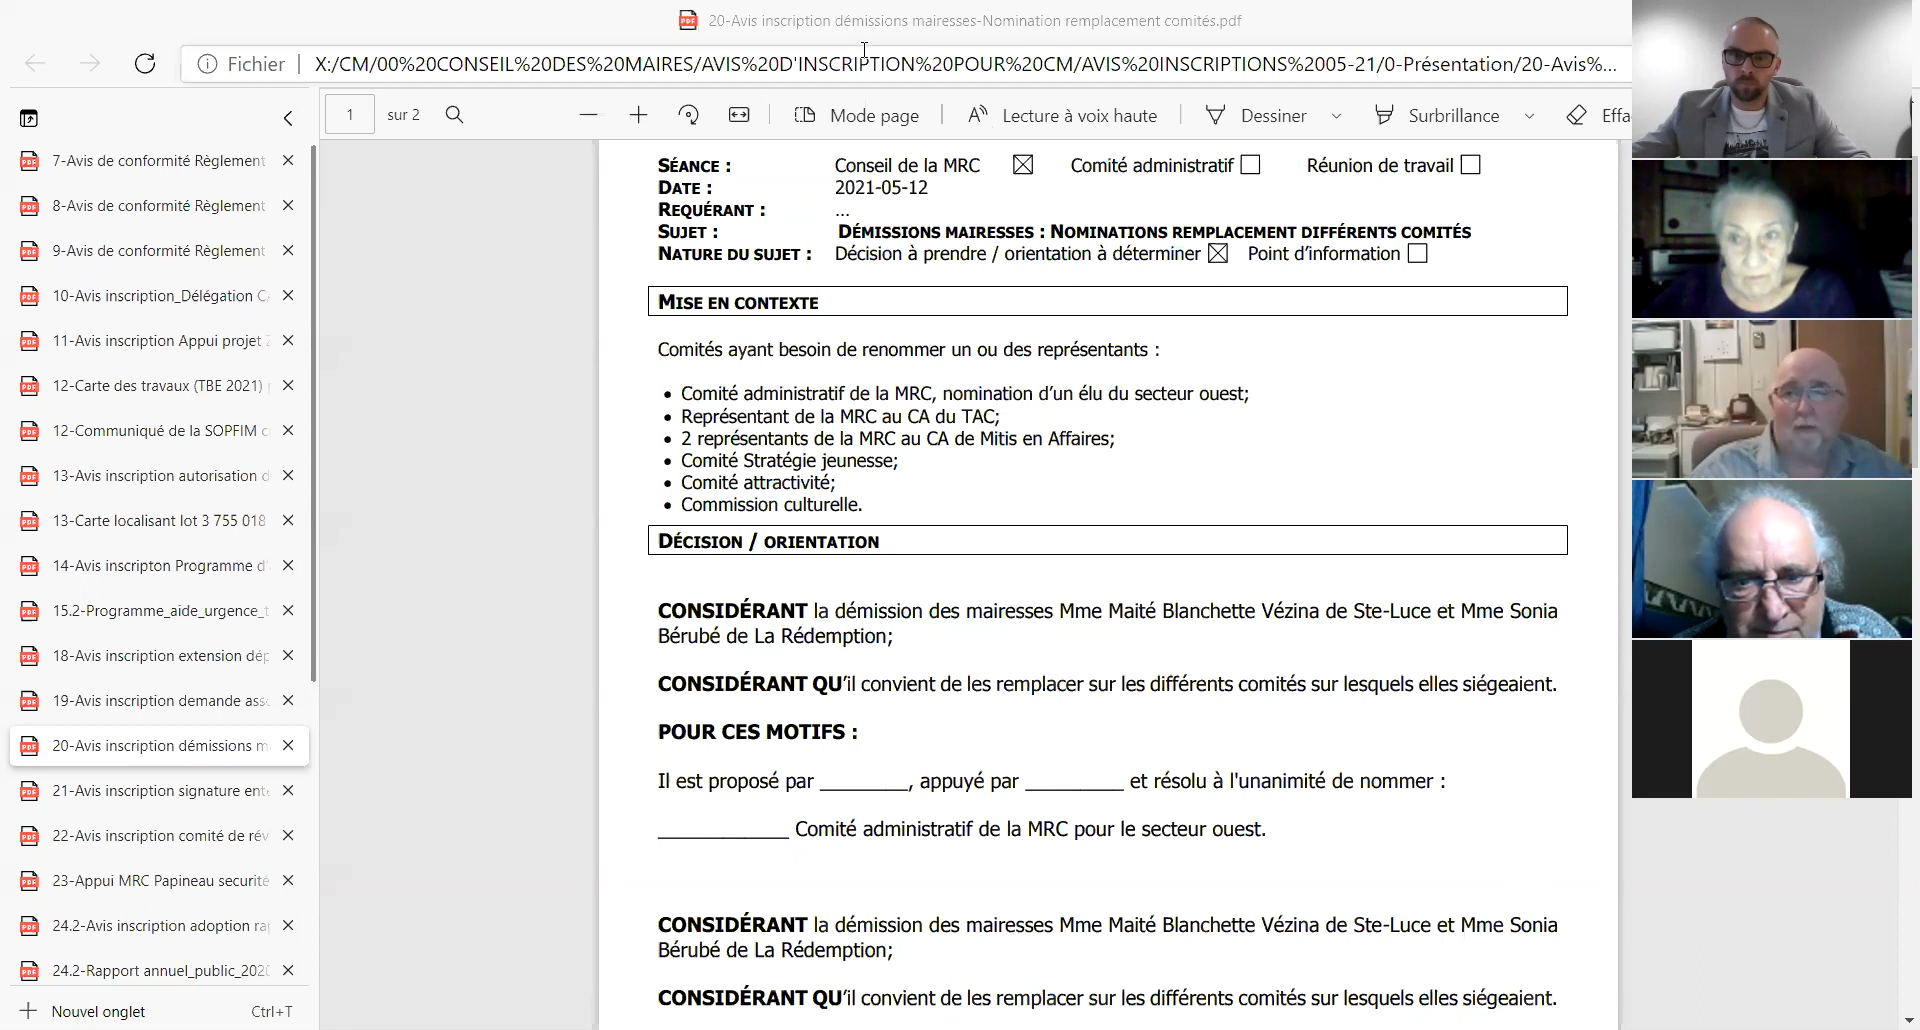 20-Avis inscription démissions mairesses-Nomination remplacement comités.pdf
Fichier | X:/CM/00%20CONSEIL%20DES%20MAIRES/AVIS%20D'INSCRIPTION%20POUR%20CM/AVIS%20INSCRIPTIONS%2005-21/0-Présentation/20-Avis%...
1 sur 2 Mode page Lecture à voix haute Dessiner Surbrillance Effa
7-Avis de conformité Règlement
8-Avis de conformité Règlement
9-Avis de conformité Règlement
10-Avis inscription_Délégation CA
11-Avis inscription Appui projet
12-Carte des travaux (TBE 2021)
12-Communiqué de la SOPFIM c
13-Avis inscription autorisation d
13-Carte localisant lot 3 755 018
14-Avis inscripton Programme d'
15.2-Programme_aide_urgence_t
18-Avis inscription extension dép
19-Avis inscription demande asso
20-Avis inscription démissions m
21-Avis inscription signature ente
22-Avis inscription comité de rév
23-Appui MRC Papineau securité
24.2-Avis inscription adoption rap
24.2-Rapport annuel_public_2020
Nouvel onglet Ctrl+T
SÉANCE : Conseil de la MRC ☒ Comité administratif ☐ Réunion de travail ☐
DATE : 2021-05-12
REQUÉRANT : ...
SUJET : DÉMISSIONS MAIRESSES : NOMINATIONS REMPLACEMENT DIFFÉRENTS COMITÉS
NATURE DU SUJET : Décision à prendre / orientation à déterminer ☒ Point d'information ☐
MISE EN CONTEXTE
Comités ayant besoin de renommer un ou des représentants :
• Comité administratif de la MRC, nomination d'un élu du secteur ouest;
• Représentant de la MRC au CA du TAC;
• 2 représentants de la MRC au CA de Mitis en Affaires;
• Comité Stratégie jeunesse;
• Comité attractivité;
• Commission culturelle.
DÉCISION / ORIENTATION
CONSIDÉRANT la démission des mairesses Mme Maité Blanchette Vézina de Ste-Luce et Mme Sonia
Bérubé de La Rédemption;
CONSIDÉRANT QU'il convient de les remplacer sur les différents comités sur lesquels elles siégeaient.
POUR CES MOTIFS :
Il est proposé par ________, appuyé par _________ et résolu à l'unanimité de nommer :
____________ Comité administratif de la MRC pour le secteur ouest.
CONSIDÉRANT la démission des mairesses Mme Maité Blanchette Vézina de Ste-Luce et Mme Sonia
Bérubé de La Rédemption;
CONSIDÉRANT QU'il convient de les remplacer sur les différents comités sur lesquels elles siégeaient.